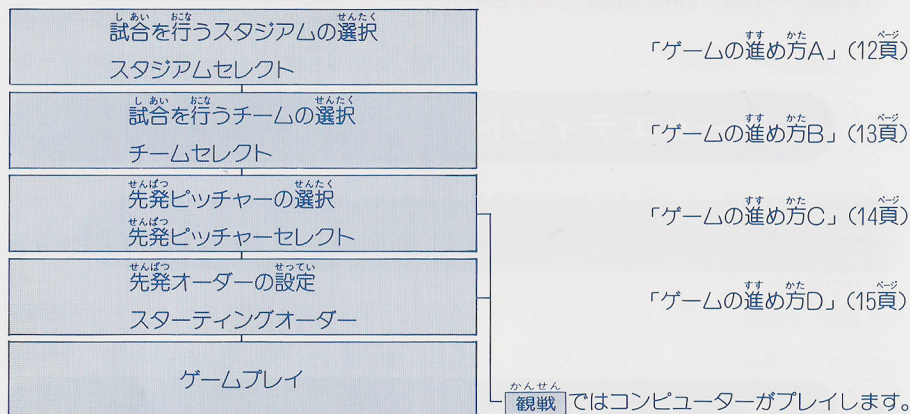 試合を行うスタジアムの選択
スタジアムセレクト
「ゲームの進め方A」(12頁)
試合を行うチームの選択
チームセレクト
「ゲームの進め方B」(13頁)
先発ピッチャーの選択
先発ピッチャーセレクト
「ゲームの進め方C」(14頁)
先発オーダーの設定
スターティングオーダー
「ゲームの進め方D」(15頁)
ゲームプレイ
観戦ではコンピューターがプレイします。